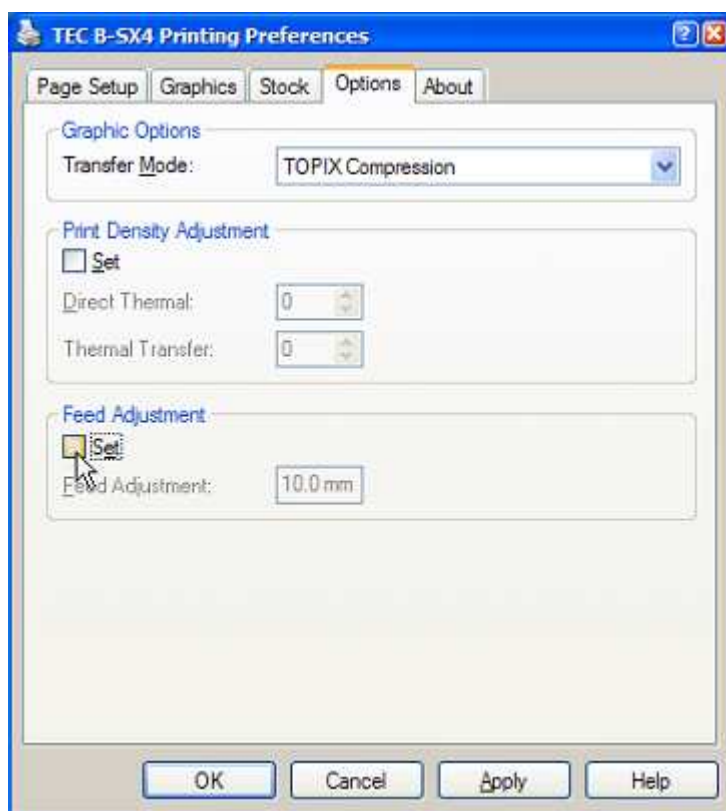 TEC B-SX4 Printing Preferences
Page Setup Graphics Stock Options About
Graphic Options
Transfer Mode: TOPIX Compression
Print Density Adjustment
Set
Direct Thermal: 0
Thermal Transfer: 0
Feed Adjustment
Set
Feed Adjustment: 10.0 mm
OK Cancel Apply Help